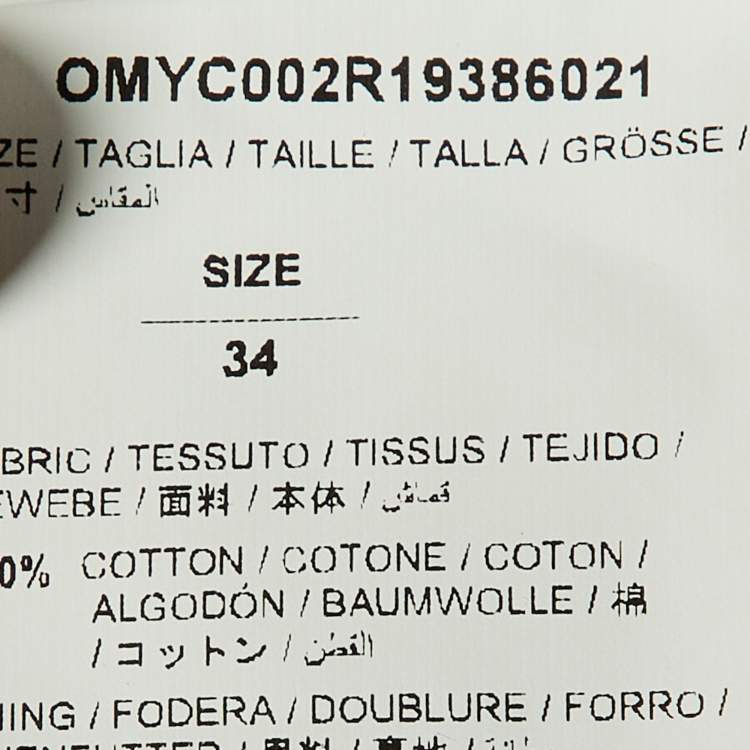 OMYC002R19386021
ZE / TAGLIA / TAILLE / TALLA / GRÖSSE /
寸 / المقاس
SIZE
34
BRIC / TESSUTO / TISSUS / TEJIDO /
EWEBE / 面料 / 本体 / قماش
0% COTTON / COTONE / COTON /
ALGODÓN / BAUMWOLLE / 棉
/ コットン / القطن
NING / FODERA / DOUBLURE / FORRO /